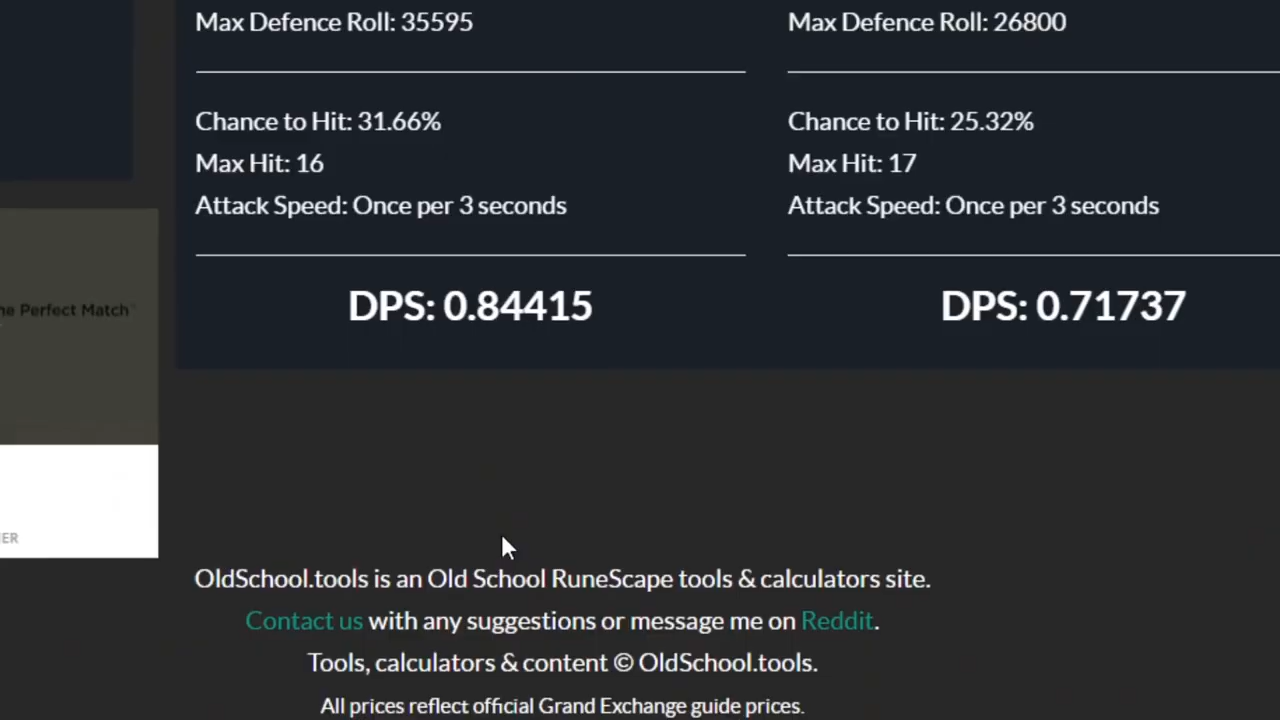 Max Defence Roll: 35595
Chance to Hit: 31.66%
Max Hit: 16
Attack Speed: Once per 3 seconds
DPS: 0.84415
Max Defence Roll: 26800
Chance to Hit: 25.32%
Max Hit: 17
Attack Speed: Once per 3 seconds
DPS: 0.71737
Perfect Match
OldSchool.tools is an Old School RuneScape tools & calculators site.
Contact us with any suggestions or message me on Reddit.
Tools, calculators & content © OldSchool.tools.
All prices reflect official Grand Exchange guide prices.